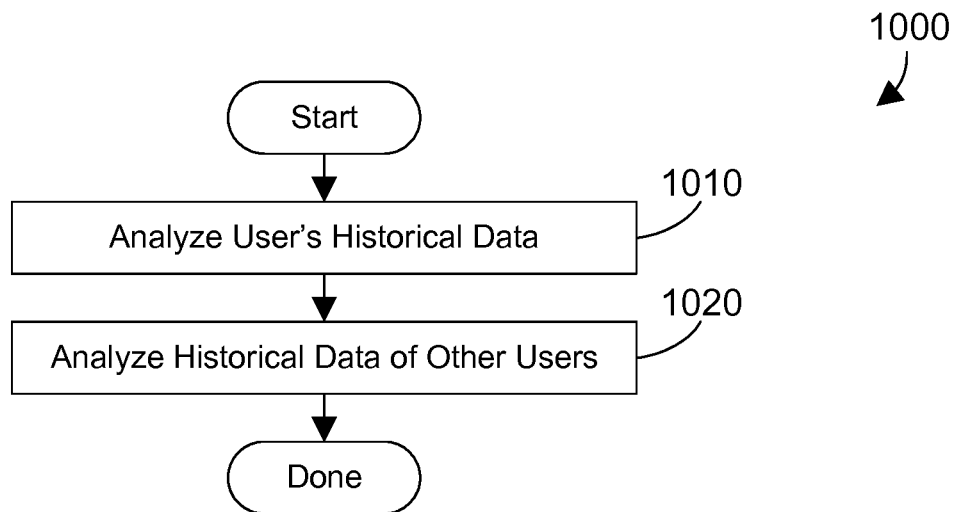 1000
Start
1010
Analyze User’s Historical Data
1020
Analyze Historical Data of Other Users
Done